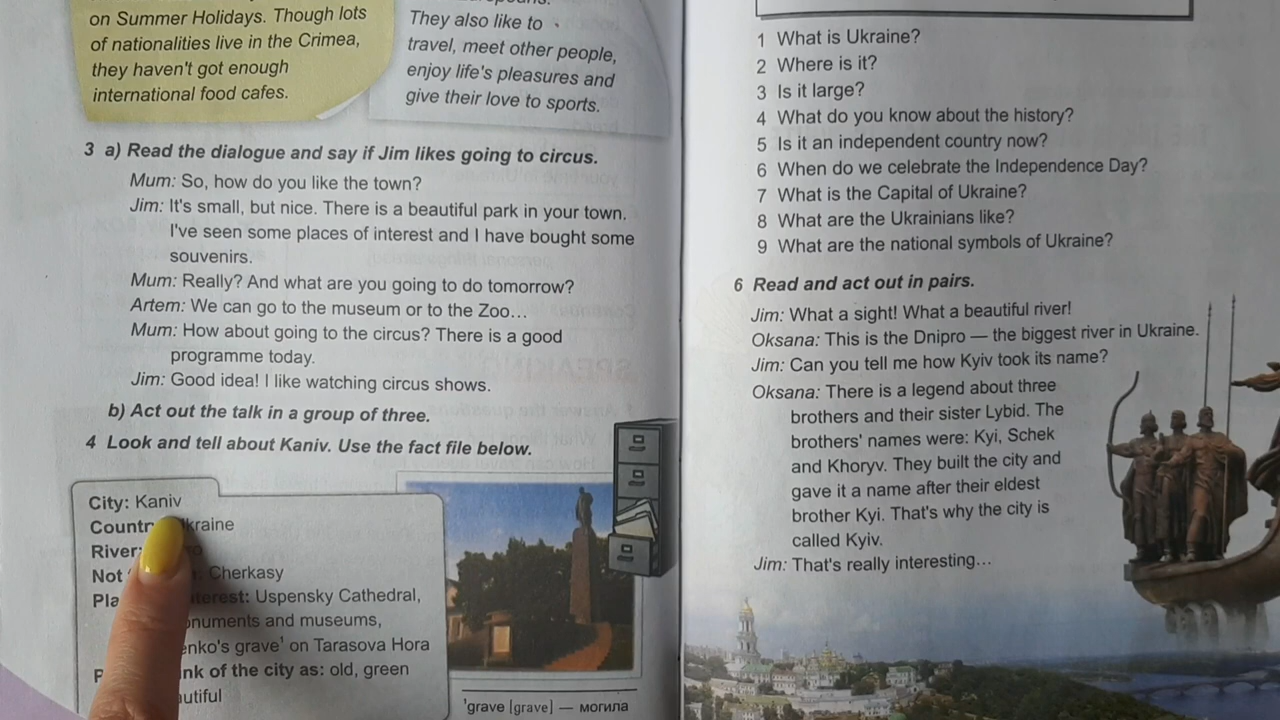 on Summer Holidays. Though lots
of nationalities live in the Crimea,
they haven't got enough
international food cafes.
They also like to
travel, meet other people,
enjoy life's pleasures and
give their love to sports.
3 a) Read the dialogue and say if Jim likes going to circus.
Mum: So, how do you like the town?
Jim: It's small, but nice. There is a beautiful park in your town.
I've seen some places of interest and I have bought some
souvenirs.
Mum: Really? And what are you going to do tomorrow?
Artem: We can go to the museum or to the Zoo...
Mum: How about going to the circus? There is a good
programme today.
Jim: Good idea! I like watching circus shows.
b) Act out the talk in a group of three.
4 Look and tell about Kaniv. Use the fact file below.
City: Kaniv
Country: Ukraine
River:
Not Cherkasy
Uspensky Cathedral,
monuments and museums,
grave¹ on Tarasova Hora
of the city as: old, green
¹grave [grave] — могила
1 What is Ukraine?
2 Where is it?
3 Is it large?
4 What do you know about the history?
5 Is it an independent country now?
6 When do we celebrate the Independence Day?
7 What is the Capital of Ukraine?
8 What are the Ukrainians like?
9 What are the national symbols of Ukraine?
6 Read and act out in pairs.
Jim: What a sight! What a beautiful river!
Oksana: This is the Dnipro — the biggest river in Ukraine.
Jim: Can you tell me how Kyiv took its name?
Oksana: There is a legend about three
brothers and their sister Lybid. The
brothers' names were: Kyi, Schek
and Khoryv. They built the city and
gave it a name after their eldest
brother Kyi. That's why the city is
called Kyiv.
Jim: That's really interesting...